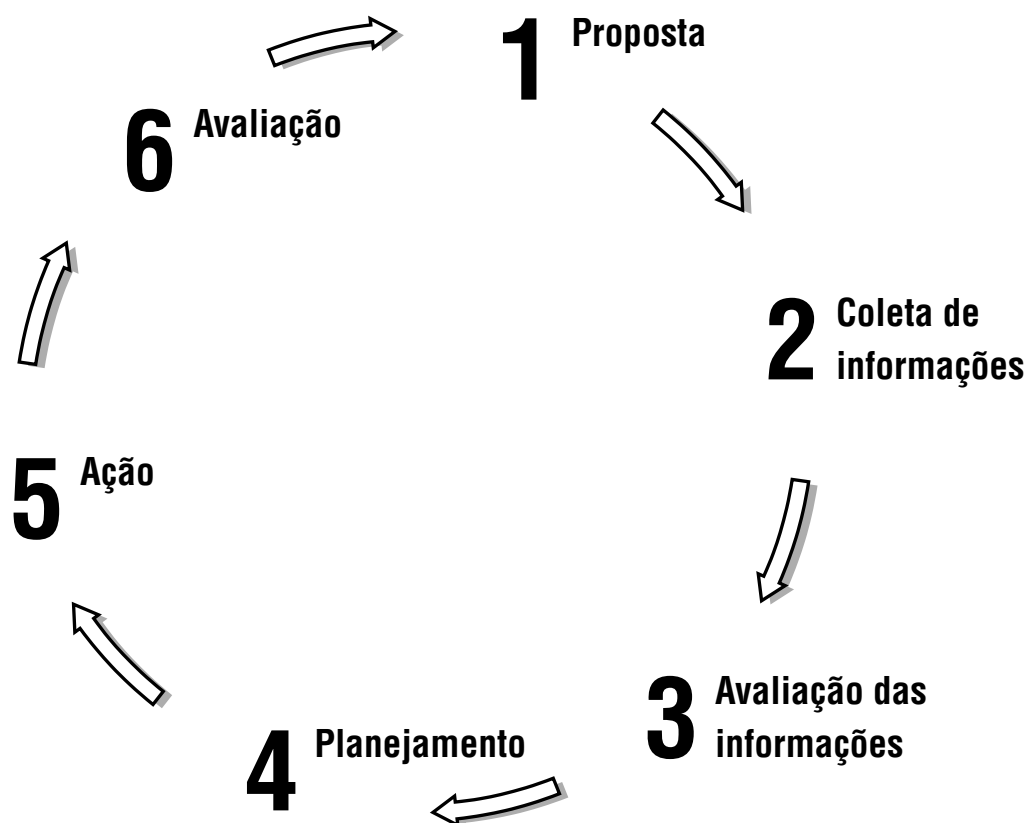 1 Proposta
2 Coleta de
informações
3 Avaliação das
informações
4 Planejamento
5 Ação
6 Avaliação